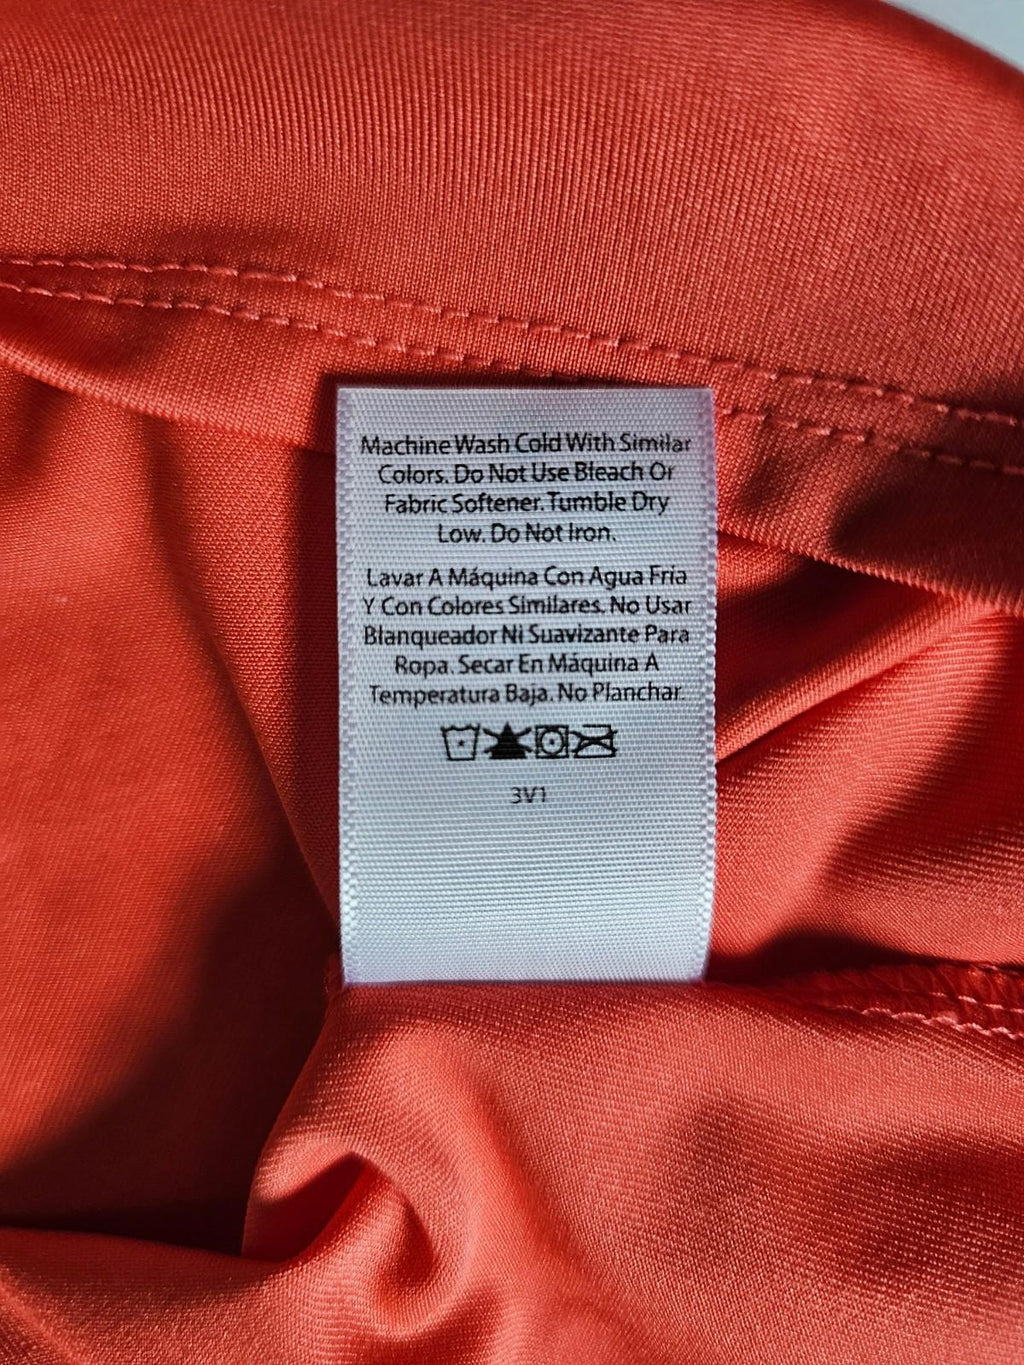 Machine Wash Cold With Similar
Colors. Do Not Use Bleach Or
Fabric Softener. Tumble Dry
Low. Do Not Iron.
Lavar A Máquina Con Agua Fria
Y Con Colores Similares. No Usar
Blanqueador Ni Suavizante Para
Ropa. Secar En Máquina A
Temperatura Baja. No Planchar.
3V1